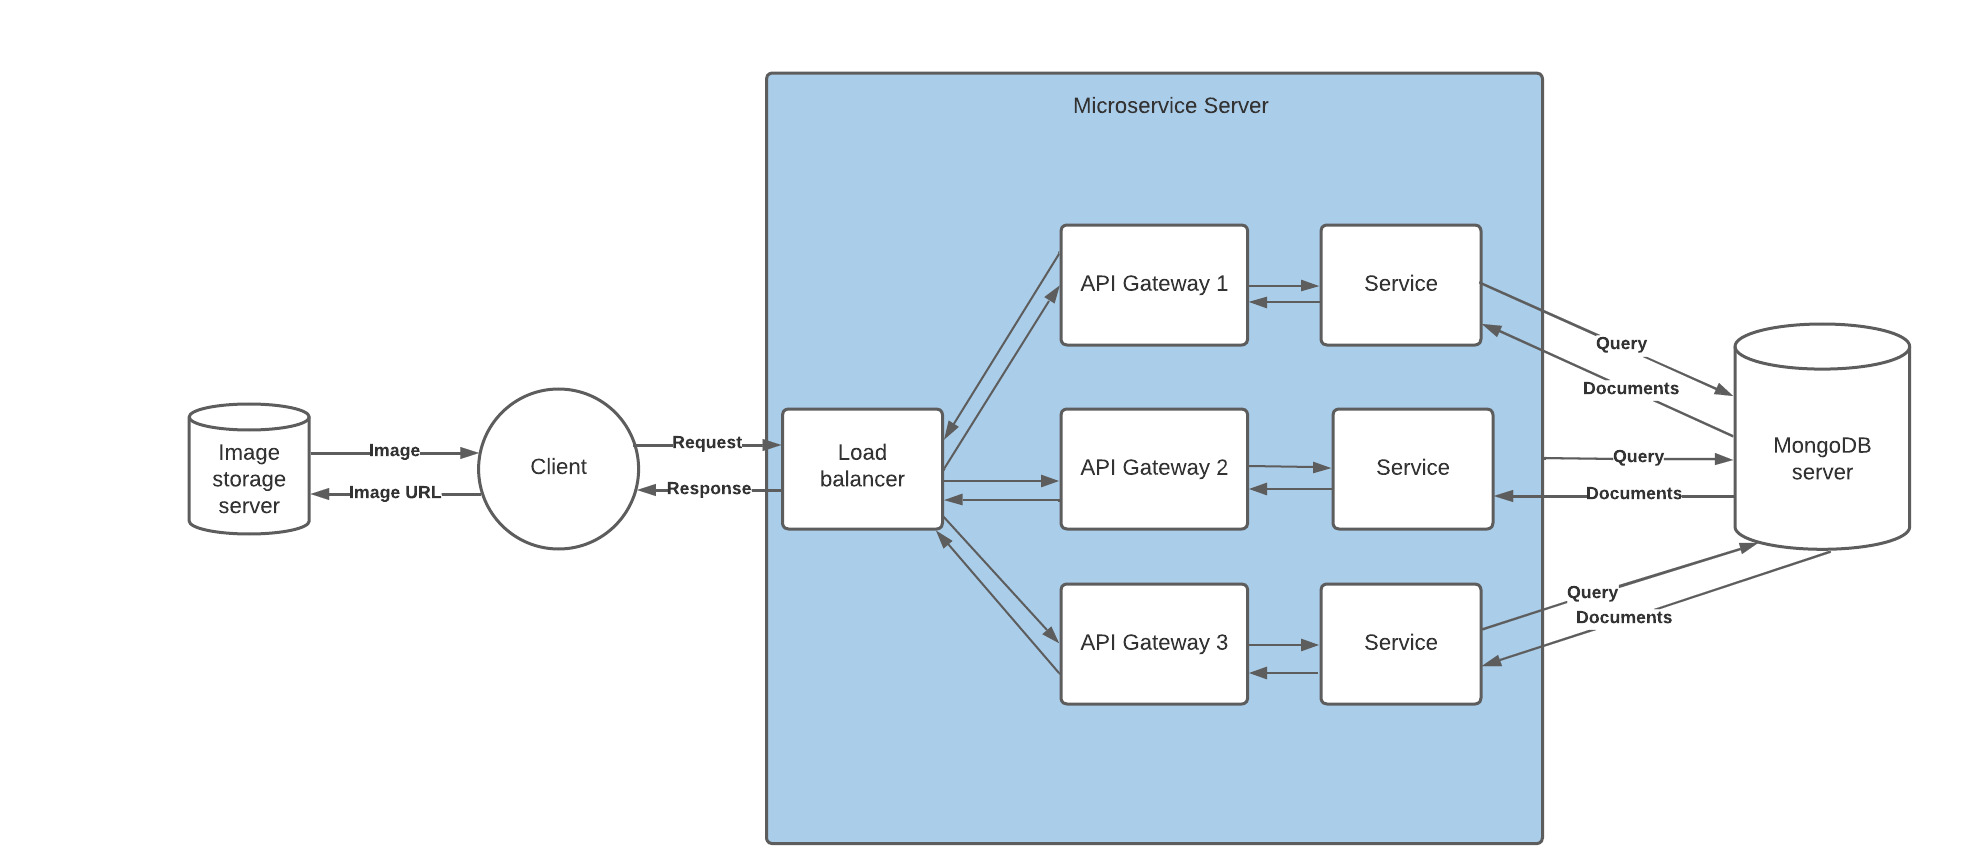 Microservice Server
API Gateway 1
Service
Query
Documents
Image
storage
server
Image
Image URL
Client
Request
Response
Load
balancer
API Gateway 2
Service
Query
Documents
MongoDB
server
API Gateway 3
Service
Query
Documents